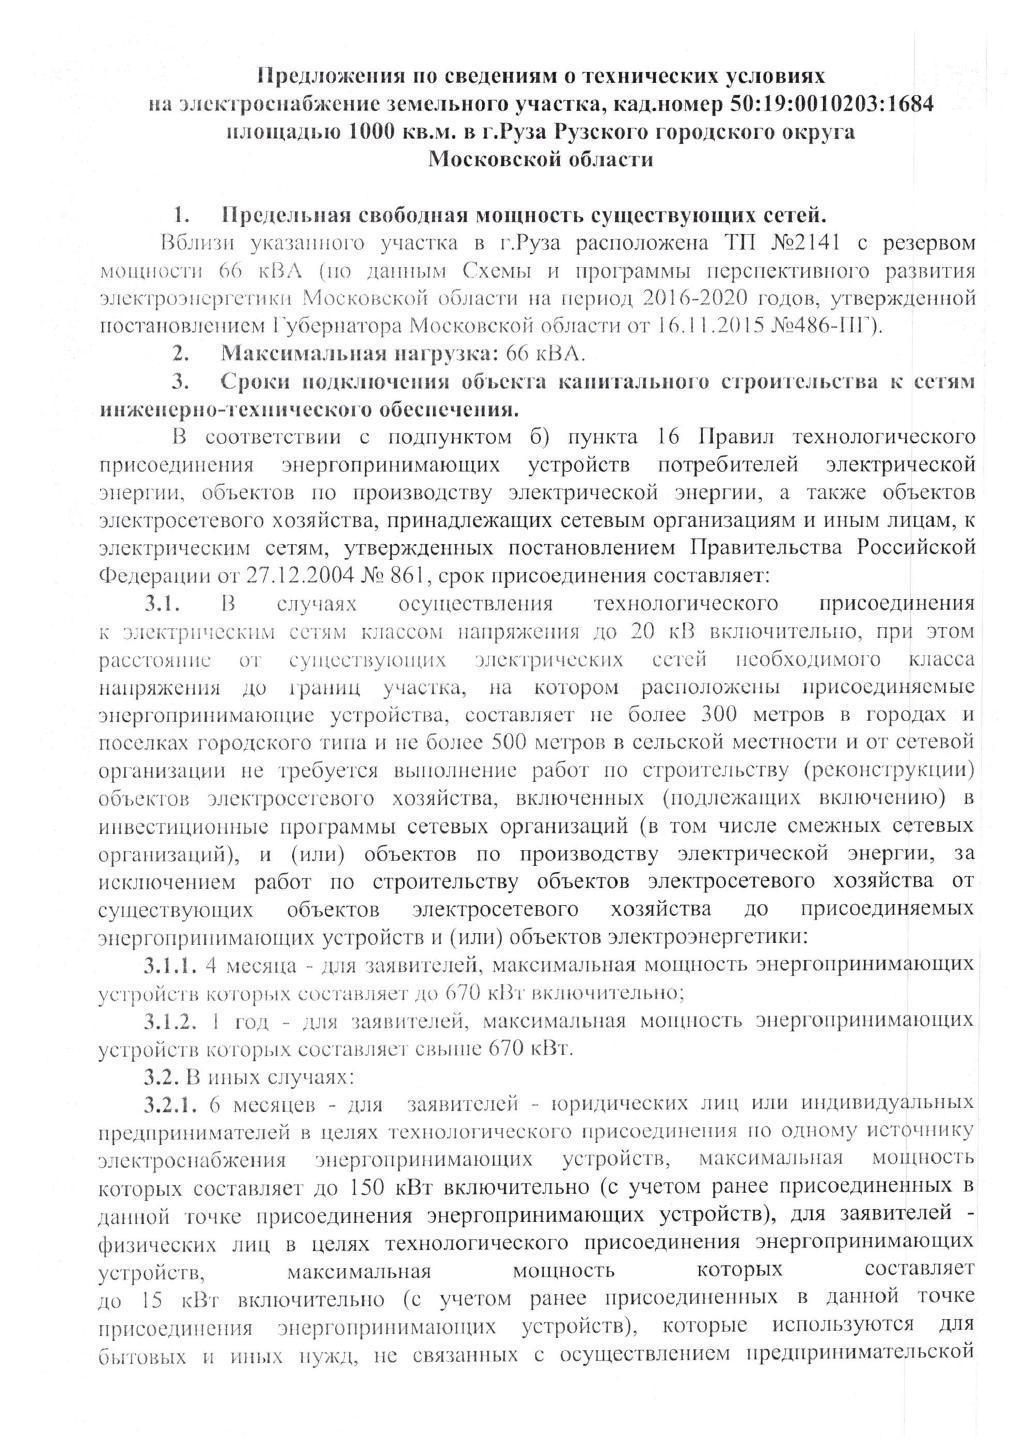 Предложения по сведениям о технических условиях
на электроснабжение земельного участка, кад.номер 50:19:0010203:1684
площадью 1000 кв.м. в г.Руза Рузского городского округа
Московской области
1. Предельная свободная мощность существующих сетей.
Вблизи указанного участка в г.Руза расположена ТП №2141 с резервом
мощности 66 кВА (по данным Схемы и программы перспективного развития
электроэнергетики Московской области на период 2016-2020 годов, утвержденной
постановлением Губернатора Московской области от 16.11.2015 №486-ПГ).
2. Максимальная нагрузка: 66 кВА.
3. Сроки подключения объекта капитального строительства к сетям
инженерно-технического обеспечения.
В соответствии с подпунктом б) пункта 16 Правил технологического
присоединения энергопринимающих устройств потребителей электрической
энергии, объектов по производству электрической энергии, а также объектов
электросетевого хозяйства, принадлежащих сетевым организациям и иным лицам, к
электрическим сетям, утвержденных постановлением Правительства Российской
Федерации от 27.12.2004 № 861, срок присоединения составляет:
3.1. В случаях осуществления технологического присоединения
к электрическим сетям классом напряжения до 20 кВ включительно, при этом
расстояние от существующих электрических сетей необходимого класса
напряжения до границ участка, на котором расположены присоединяемые
энергопринимающие устройства, составляет не более 300 метров в городах и
поселках городского типа и не более 500 метров в сельской местности и от сетевой
организации не требуется выполнение работ по строительству (реконструкции)
объектов электросетевого хозяйства, включенных (подлежащих включению) в
инвестиционные программы сетевых организаций (в том числе смежных сетевых
организаций), и (или) объектов по производству электрической энергии, за
исключением работ по строительству объектов электросетевого хозяйства от
существующих объектов электросетевого хозяйства до присоединяемых
энергопринимающих устройств и (или) объектов электроэнергетики:
3.1.1. 4 месяца - для заявителей, максимальная мощность энергопринимающих
устройств которых составляет до 670 кВт включительно;
3.1.2. 1 год - для заявителей, максимальная мощность энергопринимающих
устройств которых составляет свыше 670 кВт.
3.2. В иных случаях:
3.2.1. 6 месяцев - для заявителей - юридических лиц или индивидуальных
предпринимателей в целях технологического присоединения по одному источнику
электроснабжения энергопринимающих устройств, максимальная мощность
которых составляет до 150 кВт включительно (с учетом ранее присоединенных в
данной точке присоединения энергопринимающих устройств), для заявителей -
физических лиц в целях технологического присоединения энергопринимающих
устройств, максимальная мощность которых составляет
до 15 кВт включительно (с учетом ранее присоединенных в данной точке
присоединения энергопринимающих устройств), которые используются для
бытовых и иных нужд, не связанных с осуществлением предпринимательской